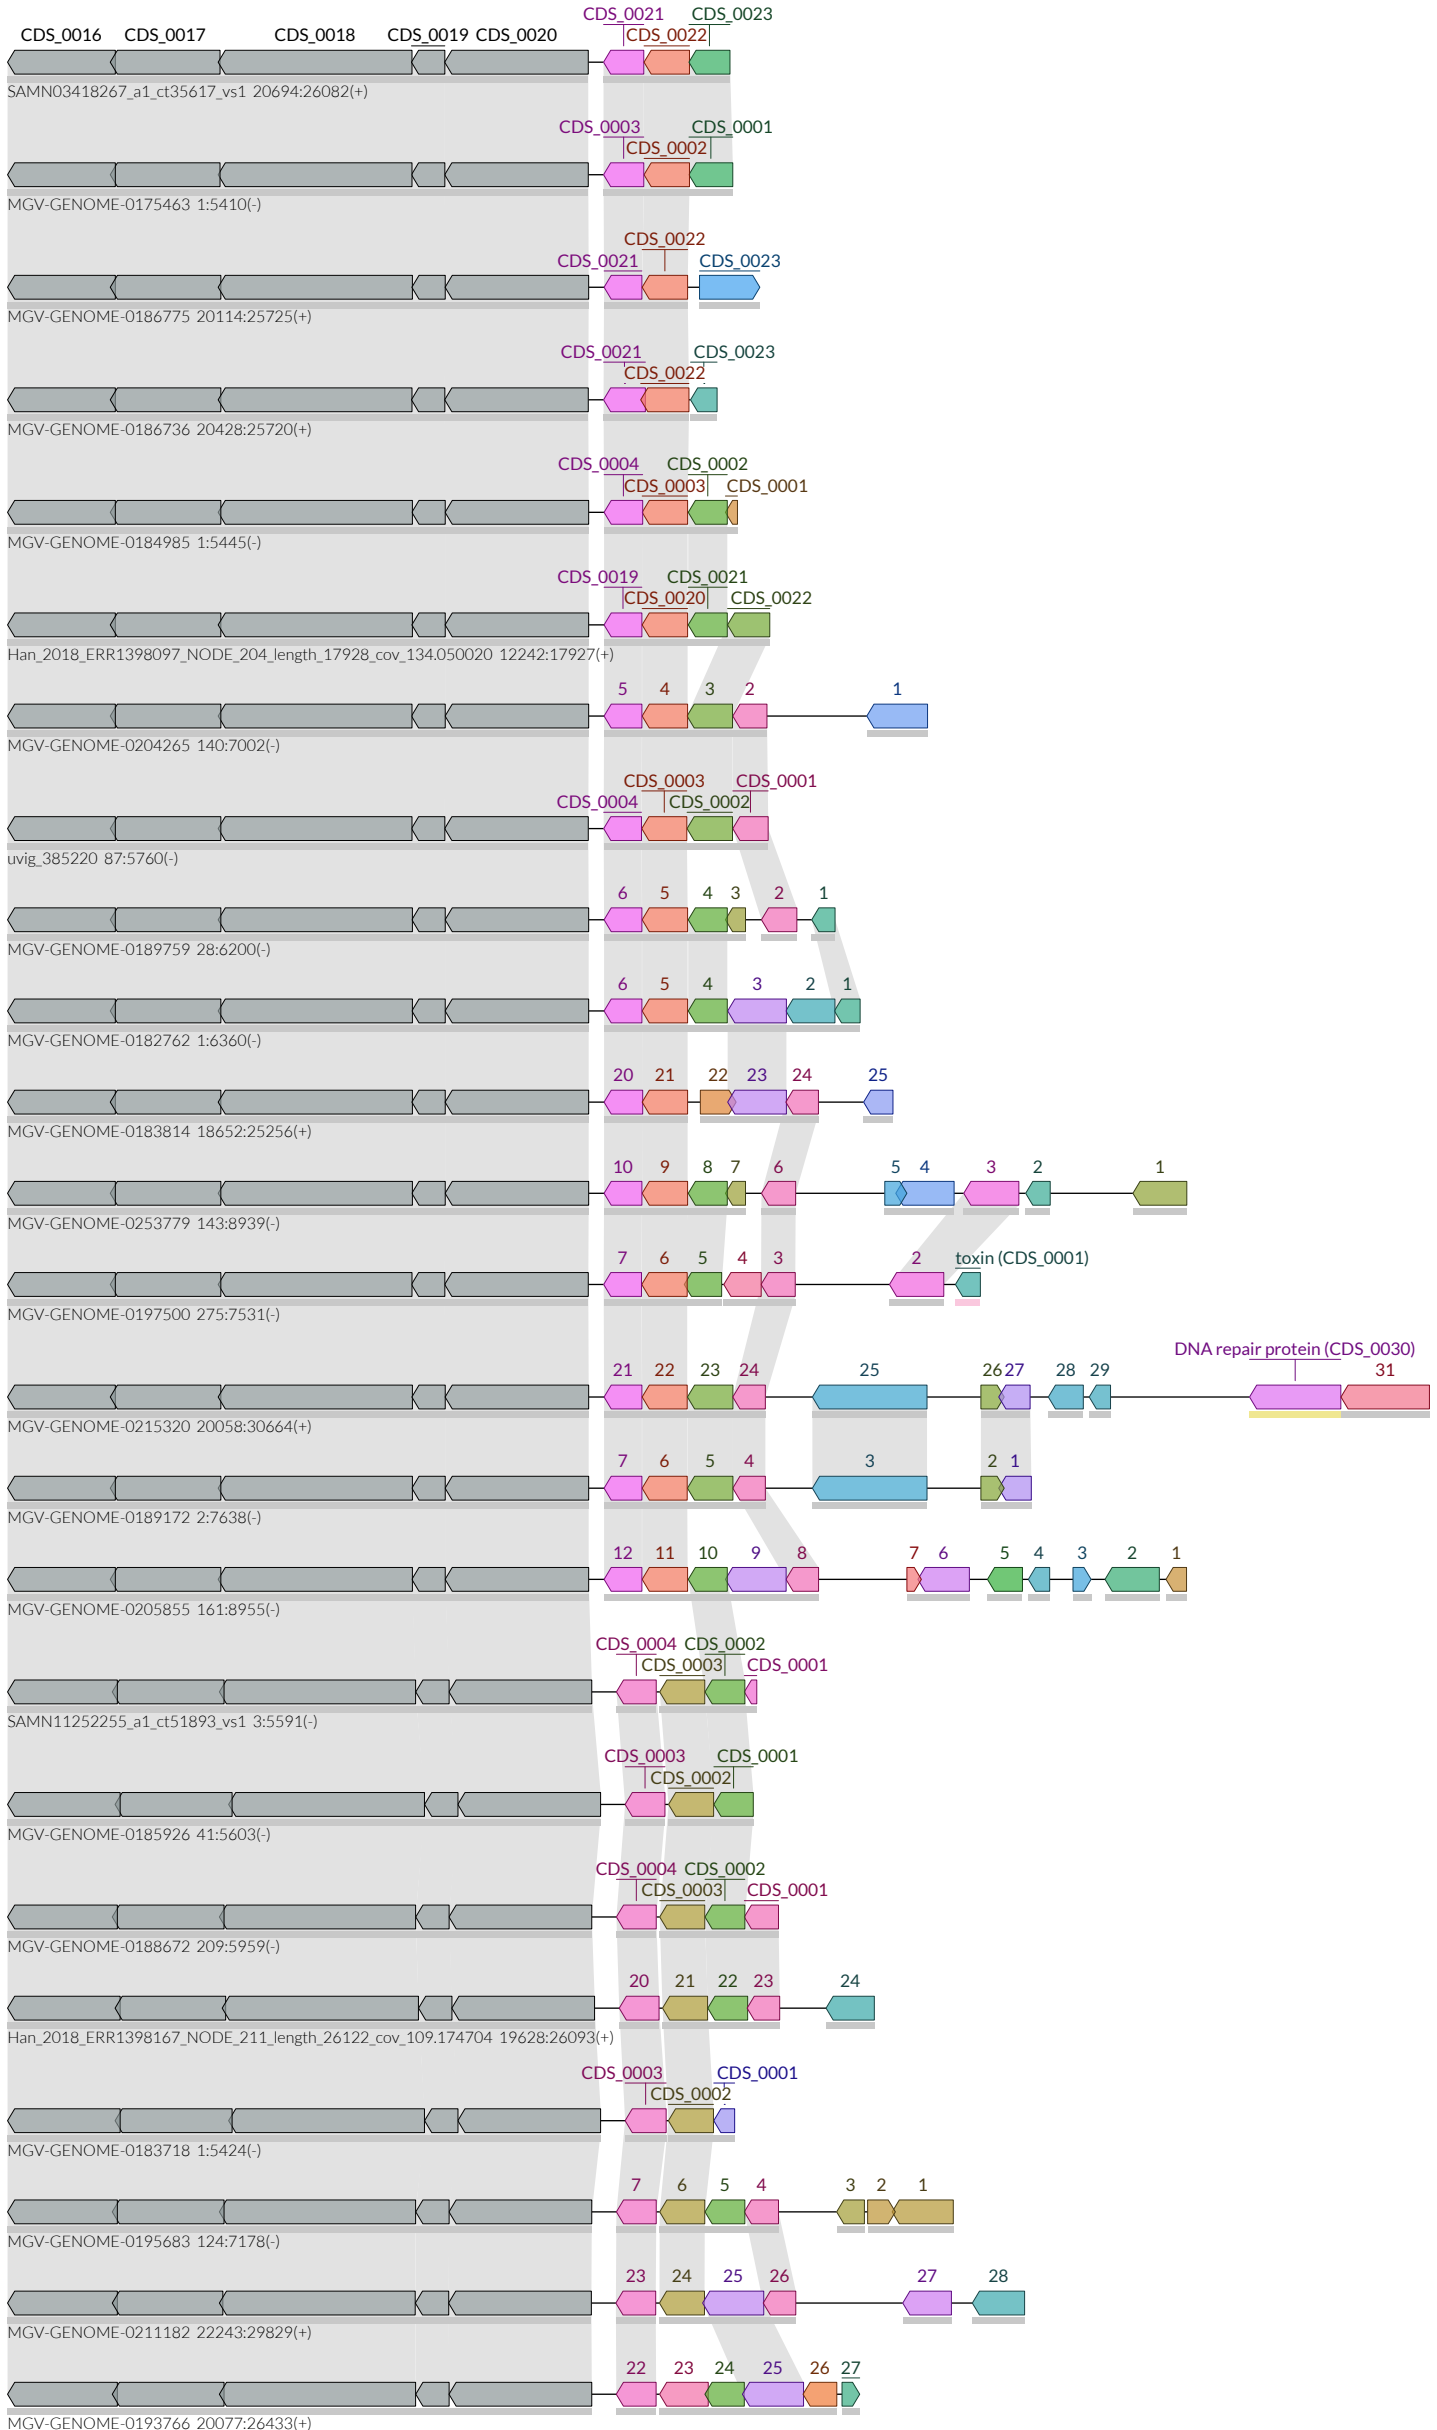 CDS_0021 CDS_0023
CDS_0016 CDS_0017 CDS_0018 CDS_0019 CDS_0020 CDS_0022
SAMN03418267_a1_ct35617_vs1 20694:26082(+)
CDS_0003 CDS_0001
CDS_0002
MGV-GENOME-0175463 1:5410(-)
CDS_0022
CDS_0021 CDS_0023
MGV-GENOME-0186775 20114:25725(+)
CDS_0021 CDS_0023
CDS_0022
MGV-GENOME-0186736 20428:25720(+)
CDS_0004 CDS_0002
CDS_0003 CDS_0001
MGV-GENOME-0184985 1:5445(-)
CDS_0019 CDS_0021
CDS_0020 CDS_0022
Han_2018_ERR1398097_NODE_204_length_17928_cov_134.050020 12242:17927(+)
5 4 3 2 1
MGV-GENOME-0204265 140:7002(-)
CDS_0003 CDS_0001
CDS_0004 CDS_0002
uvig_385220 87:5760(-)
6 5 4 3 2 1
MGV-GENOME-0189759 28:6200(-)
6 5 4 3 2 1
MGV-GENOME-0182762 1:6360(-)
20 21 22 23 24 25
MGV-GENOME-0183814 18652:25256(+)
10 9 8 7 6 5 4 3 2 1
MGV-GENOME-0253779 143:8939(-)
7 6 5 4 3 2 toxin (CDS_0001)
MGV-GENOME-0197500 275:7531(-)
DNA repair protein (CDS_0030)
21 22 23 24 25 26 27 28 29 31
MGV-GENOME-0215320 20058:30664(+)
7 6 5 4 3 2 1
MGV-GENOME-0189172 2:7638(-)
12 11 10 9 8 7 6 5 4 3 2 1
MGV-GENOME-0205855 161:8955(-)
CDS_0004 CDS_0002
CDS_0003 CDS_0001
SAMN11252255_a1_ct51893_vs1 3:5591(-)
CDS_0003 CDS_0001
CDS_0002
MGV-GENOME-0185926 41:5603(-)
CDS_0004 CDS_0002
CDS_0003 CDS_0001
MGV-GENOME-0188672 209:5959(-)
20 21 22 23 24
Han_2018_ERR1398167_NODE_211_length_26122_cov_109.174704 19628:26093(+)
CDS_0003 CDS_0001
CDS_0002
MGV-GENOME-0183718 1:5424(-)
7 6 5 4 3 2 1
MGV-GENOME-0195683 124:7178(-)
23 24 25 26 27 28
MGV-GENOME-0211182 22243:29829(+)
22 23 24 25 26 27
MGV-GENOME-0193766 20077:26433(+)